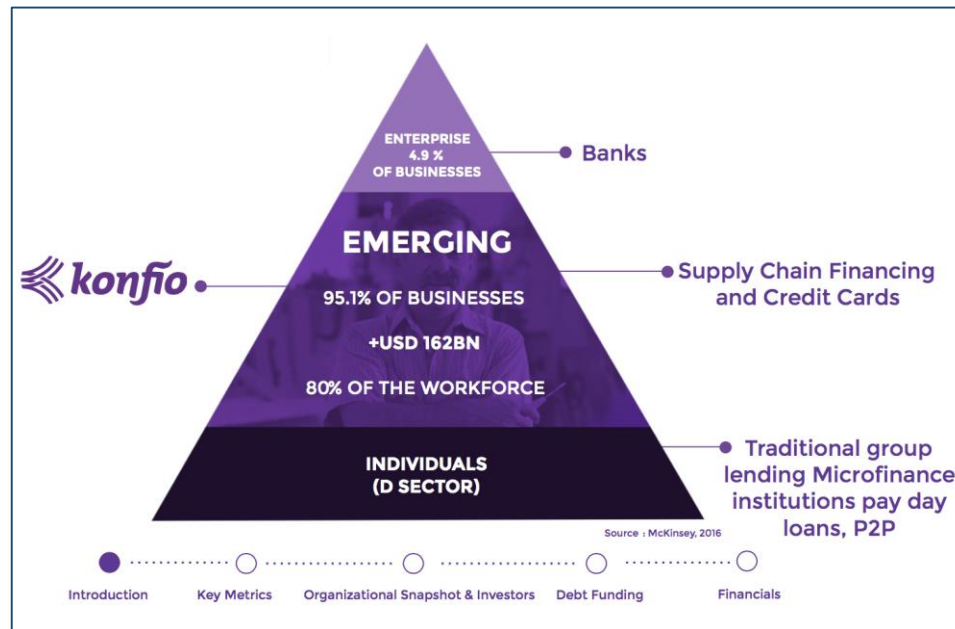 ENTERPRISE
4.9 %
OF BUSINESSES
Banks
konfio
EMERGING
95.1% OF BUSINESSES
+USD 162BN
80% OF THE WORKFORCE
Supply Chain Financing
and Credit Cards
INDIVIDUALS
(D SECTOR)
Traditional group
lending Microfinance
institutions pay day
loans, P2P
Source : McKinsey, 2016
Introduction
Key Metrics
Organizational Snapshot & Investors
Debt Funding
Financials